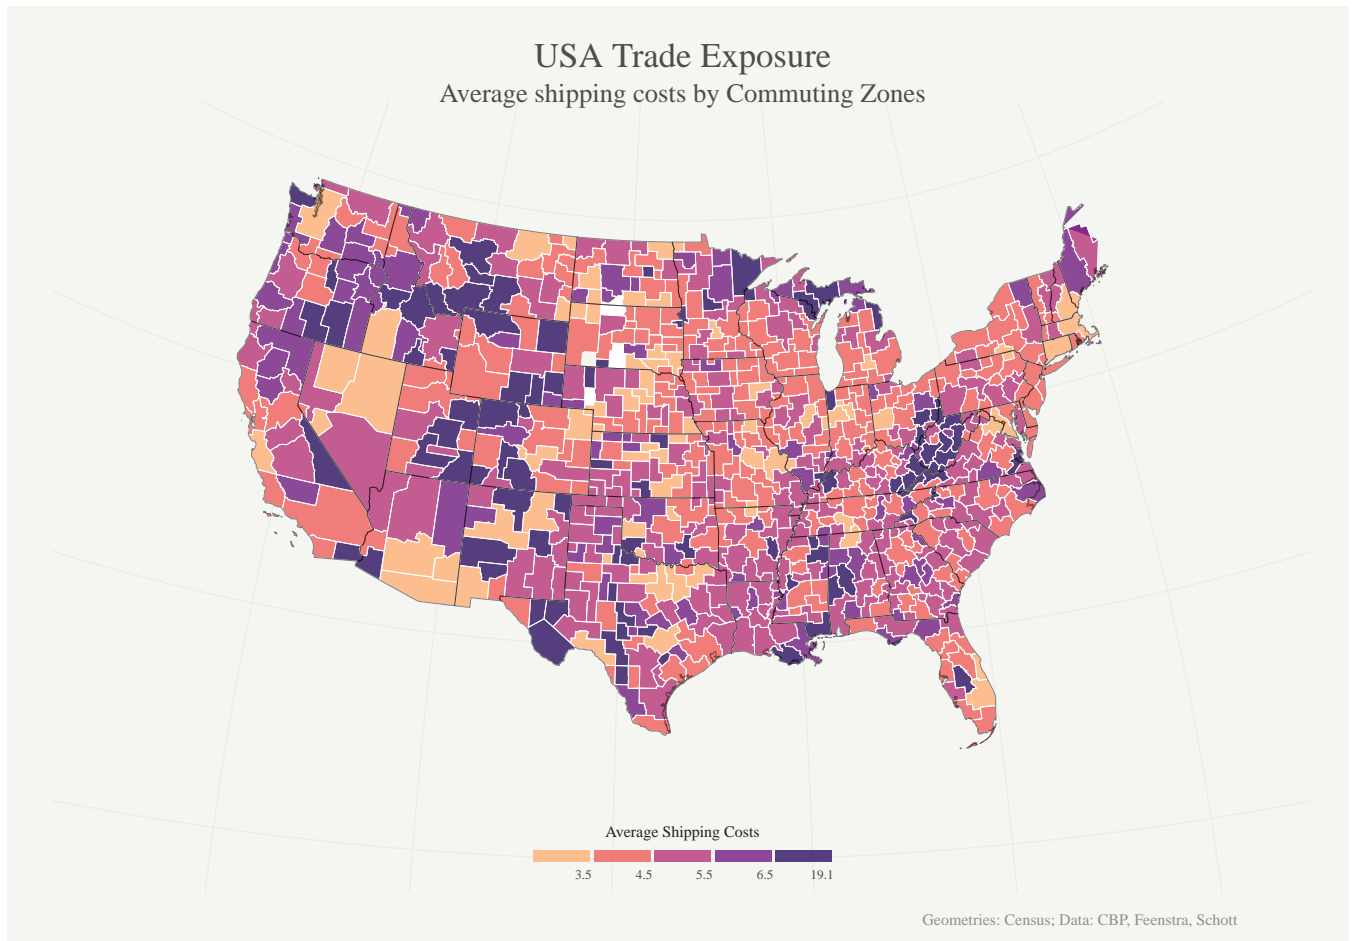 USA Trade Exposure
Average shipping costs by Commuting Zones
Average Shipping Costs
3.5 4.5 5.5 6.5 19.1
Geometries: Census; Data: CBP, Feenstra, Schott